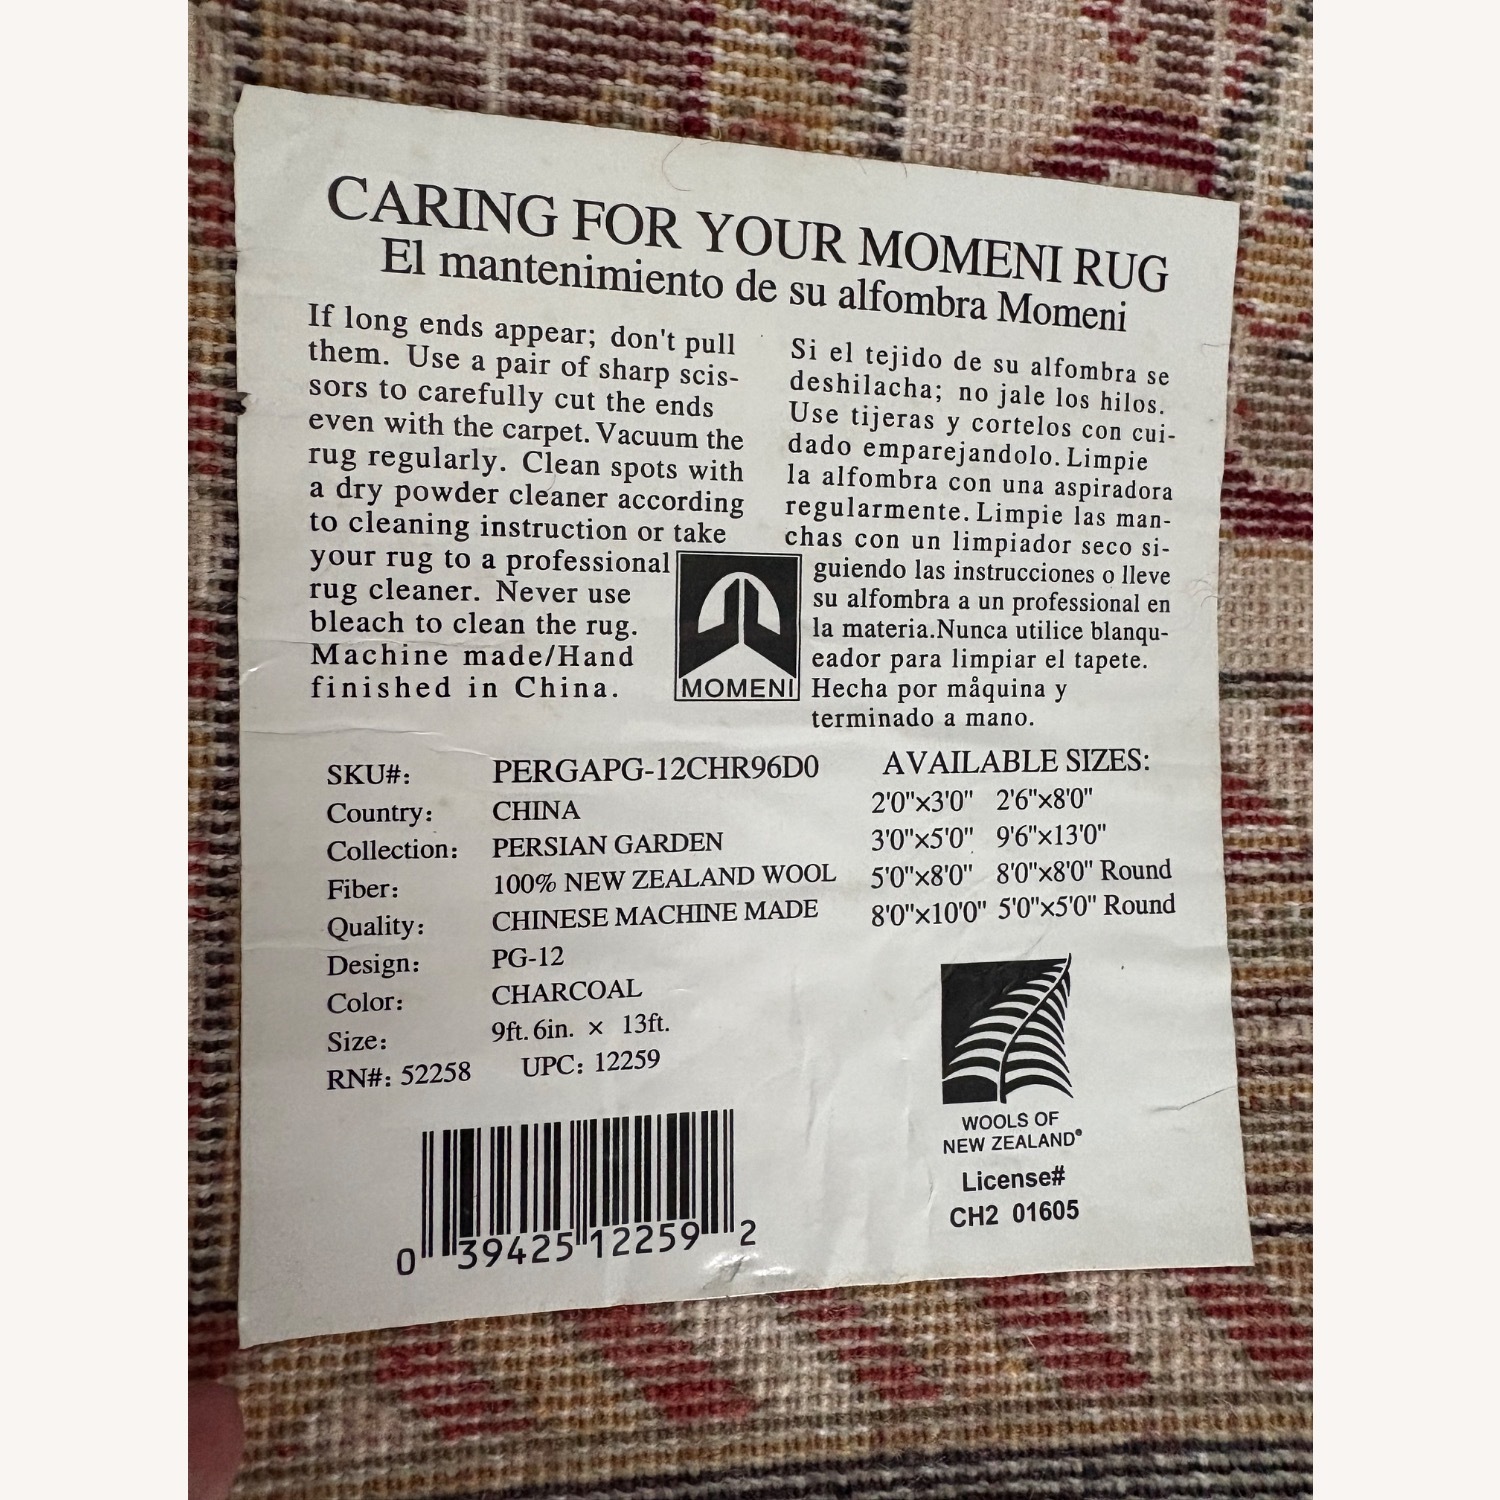 CARING FOR YOUR MOMENI RUG
El mantenimiento de su alfombra Momeni
If long ends appear; don't pull
them. Use a pair of sharp scis-
sors to carefully cut the ends
even with the carpet. Vacuum the
rug regularly. Clean spots with
a dry powder cleaner according
to cleaning instruction or take
your rug to a professional
rug cleaner. Never use
bleach to clean the rug.
Machine made/Hand
finished in China.
Si el tejido de su alfombra se
deshilacha; no jale los hilos.
Use tijeras y cortelos con cui-
dado emparejandolo. Limpie
la alfombra con una aspiradora
regularmente. Limpie las man-
chas con un limpiador seco si-
guiendo las instrucciones o lleve
su alfombra a un professional en
la materia.Nunca utilice blanqu-
eador para limpiar el tapete.
Hecha por måquina y
terminado a mano.
MOMENI
SKU#: PERGAPG-12CHR96D0
Country: CHINA
Collection: PERSIAN GARDEN
Fiber: 100% NEW ZEALAND WOOL
Quality: CHINESE MACHINE MADE
Design: PG-12
Color: CHARCOAL
Size: 9ft. 6in. × 13ft.
RN#: 52258 UPC: 12259
AVAILABLE SIZES:
2'0"×3'0" 2'6"×8'0"
3'0"×5'0" 9'6"×13'0"
5'0"×8'0" 8'0"×8'0" Round
8'0"×10'0" 5'0"×5'0" Round
WOOLS OF
NEW ZEALAND®
License#
CH2 01605
0 39425 12259 2